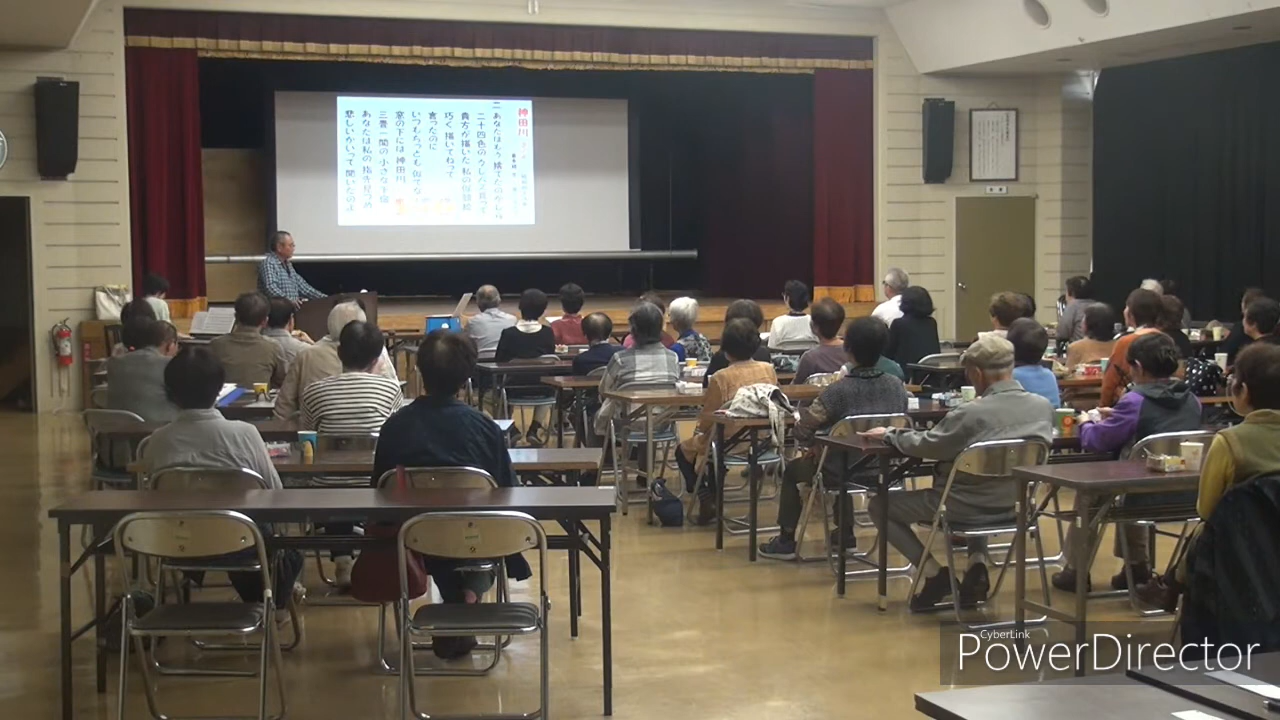 神田川
二 あなたはもう捨てたのかしら
二十四色のクレパス買って
貴方が描いた 私の似顔絵
巧く描いてねって
言ったのに
いつもちっとも 似てな
窓の下には 神田川
三畳一間の 小さな下宿
あなたは私の 指先見つめ
悲しいかいって 聞いたのよ
CyberLink
PowerDirector